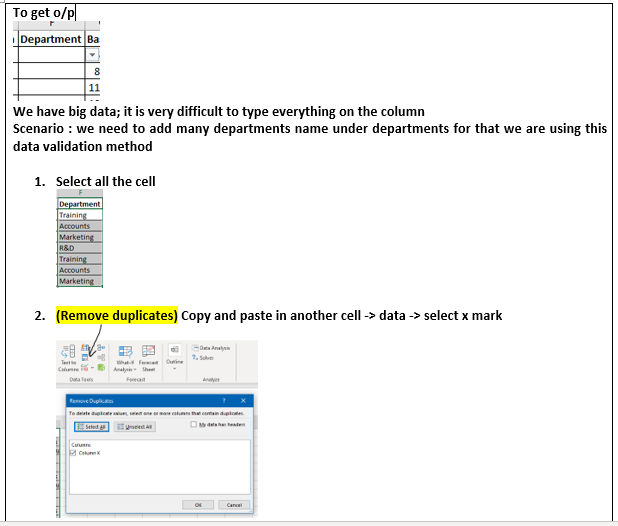 To get o/p
F
Department Ba
8
11
We have big data; it is very difficult to type everything on the column
Scenario : we need to add many departments name under departments for that we are using this
data validation method
1. Select all the cell
F
Department
Training
Accounts
Marketing
R&D
Training
Accounts
Marketing
2. (Remove duplicates) Copy and paste in another cell -> data -> select x mark
Data Analysis
Solver
Text to What-If Forecast Outline
Columns Analysis Sheet
Data Tools Forecast Analyze
Remove Duplicates ? X
To delete duplicate values, select one or more columns that contain duplicates.
Select All Unselect All My data has headers
Columns
Column K
OK Cancel